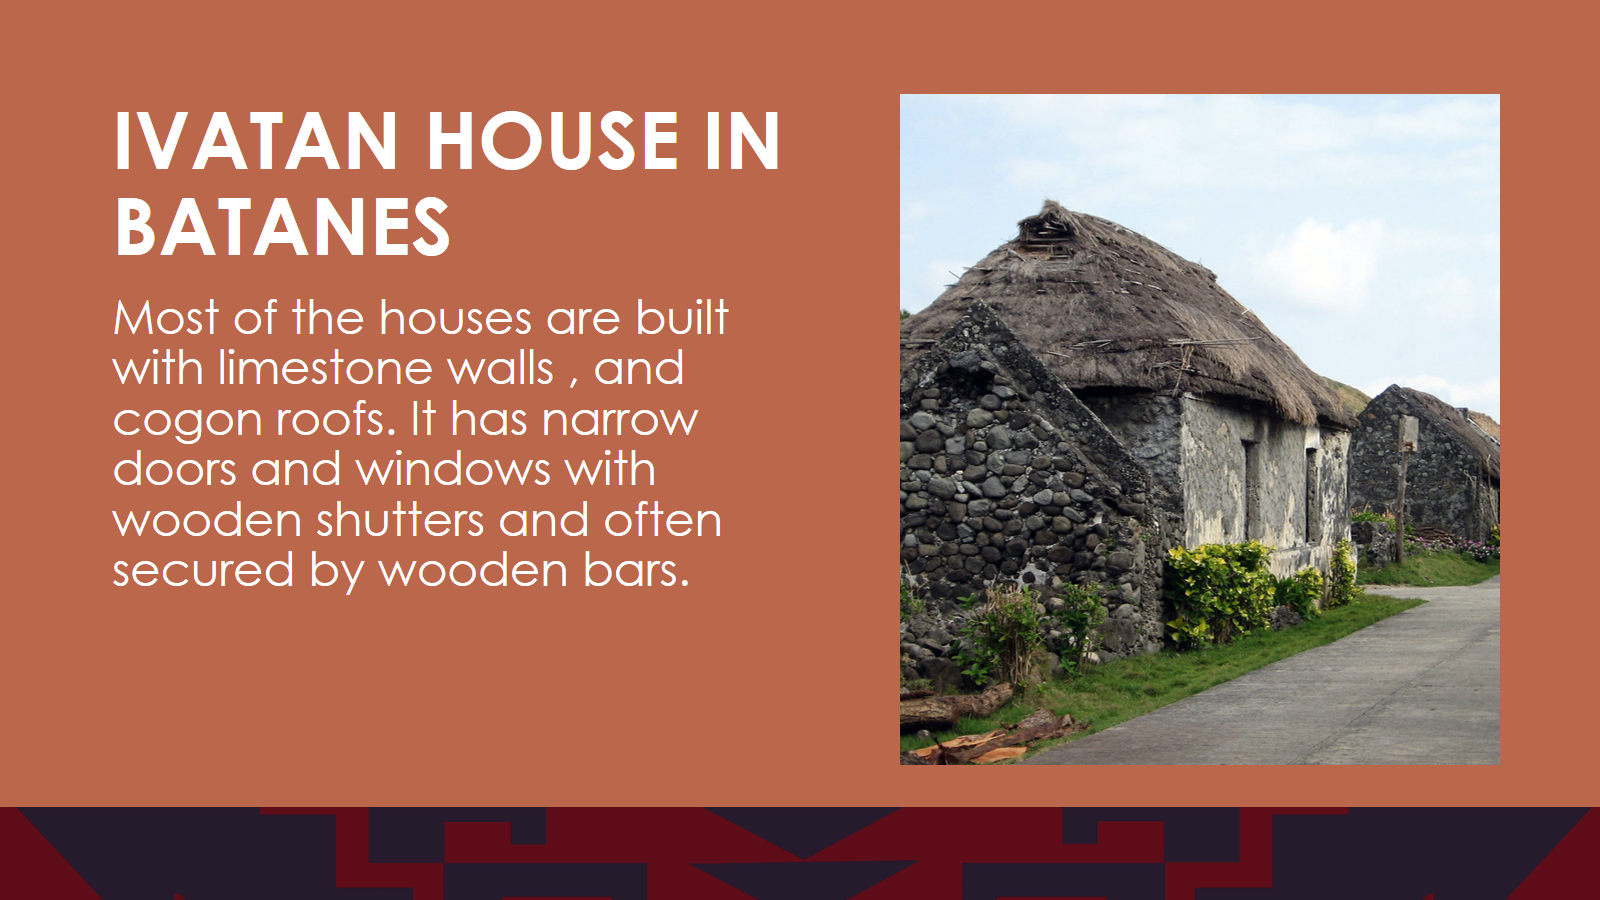 IVATAN HOUSE IN
BATANES
Most of the houses are built
with limestone walls , and
cogon roofs. It has narrow
doors and windows with
wooden shutters and often
secured by wooden bars.